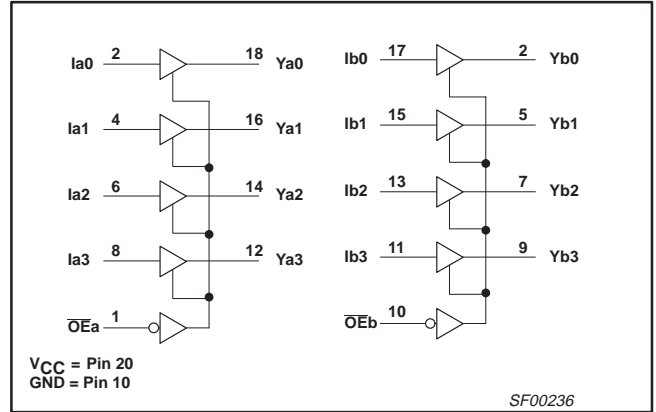 Ia0 2 18 Ya0 Ib0 17 2 Yb0
Ia1 4 16 Ya1 Ib1 15 5 Yb1
Ia2 6 14 Ya2 Ib2 13 7 Yb2
Ia3 8 12 Ya3 Ib3 11 9 Yb3
OEa 1 OEb 10
VCC = Pin 20
GND = Pin 10
SF00236